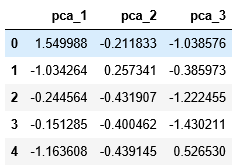 pca_1 pca_2 pca_3
0 1.549988 -0.211833 -1.038576
1 -1.034264 0.257341 -0.385973
2 -0.244564 -0.431907 -1.222455
3 -0.151285 -0.400462 -1.430211
4 -1.163608 -0.439145 0.526530